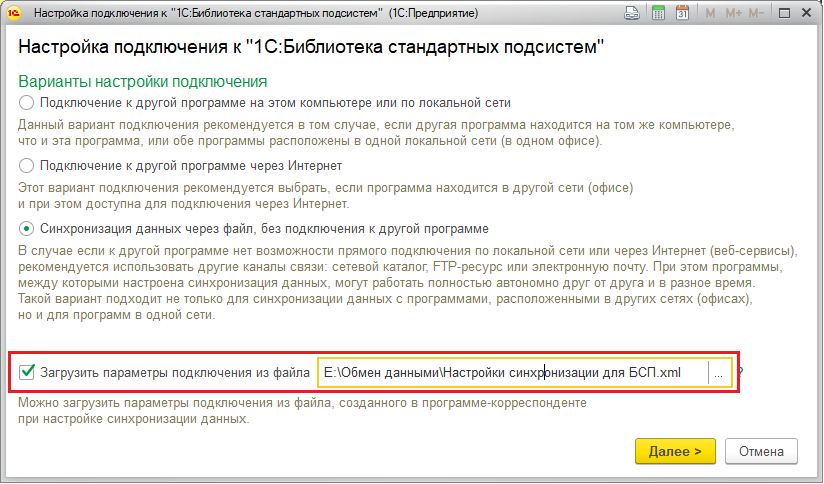 Настройка подключения к "1С:Библиотека стандартных подсистем" (1С:Предприятие)
M M+ M-
Настройка подключения к "1С:Библиотека стандартных подсистем"
Варианты настройки подключения
Подключение к другой программе на этом компьютере или по локальной сети
Данный вариант подключения рекомендуется в том случае, если другая программа находится на том же компьютере,
что и эта программа, или обе программы расположены в одной локальной сети (в одном офисе).
Подключение к другой программе через Интернет
Этот вариант подключения рекомендуется выбрать, если программа находится в другой сети (офисе)
и при этом доступна для подключения через Интернет.
Синхронизация данных через файл, без подключения к другой программе
В случае если к другой программе нет возможности прямого подключения по локальной сети или через Интернет (веб-сервисы),
рекомендуется использовать другие каналы связи: сетевой каталог, FTP-ресурс или электронную почту. При этом программы,
между которыми настроена синхронизация данных, могут работать полностью автономно друг от друга и в разное время.
Такой вариант подходит не только для синхронизации данных с программами, расположенными в других сетях (офисах),
но и для программ в одной сети.
Загрузить параметры подключения из файла E:\Обмен данными\Настройки синхронизации для БСП.xml ... ?
Можно загрузить параметры подключения из файла, созданного в программе-корреспонденте
при настройке синхронизации данных.
Далее > Отмена